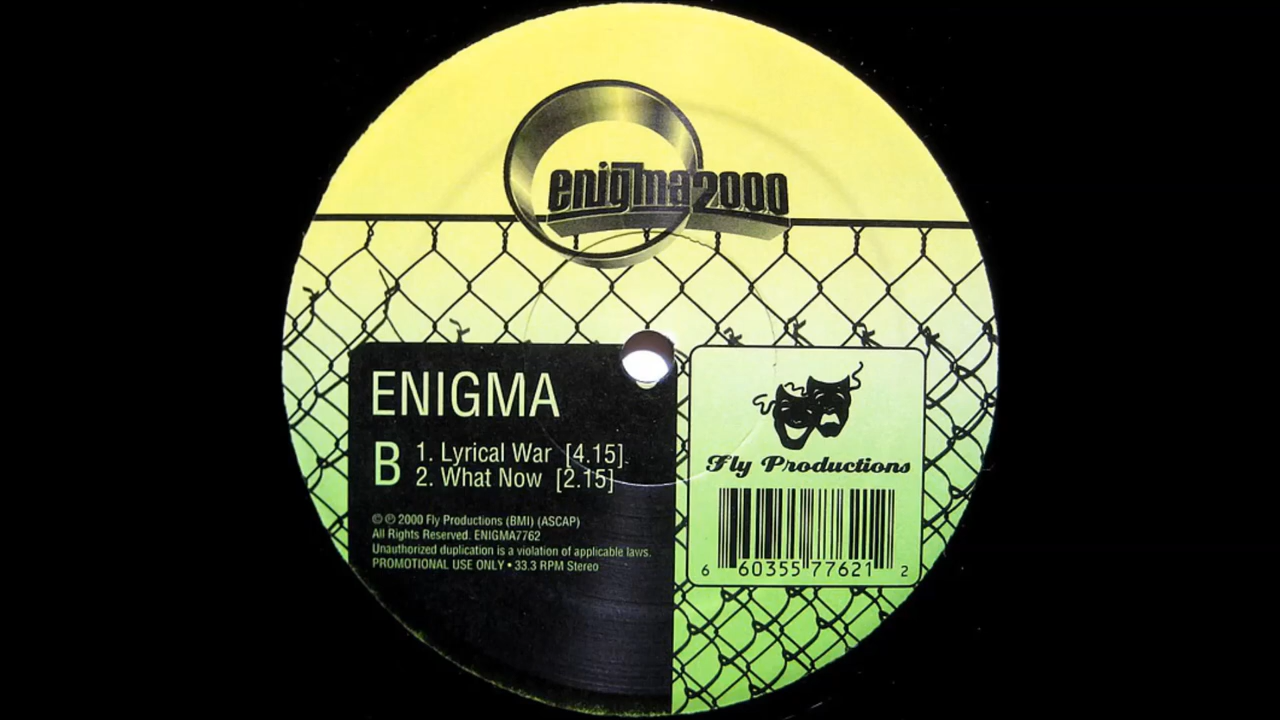 enigma2000
ENIGMA
B
1. Lyrical War [4.15]
2. What Now [2.15]
© ℗ 2000 Fly Productions (BMI) (ASCAP)
All Rights Reserved. ENIGMA7762
Unauthorized duplication is a violation of applicable laws.
PROMOTIONAL USE ONLY • 33.3 RPM Stereo
Fly Productions
6 60355 77621 2